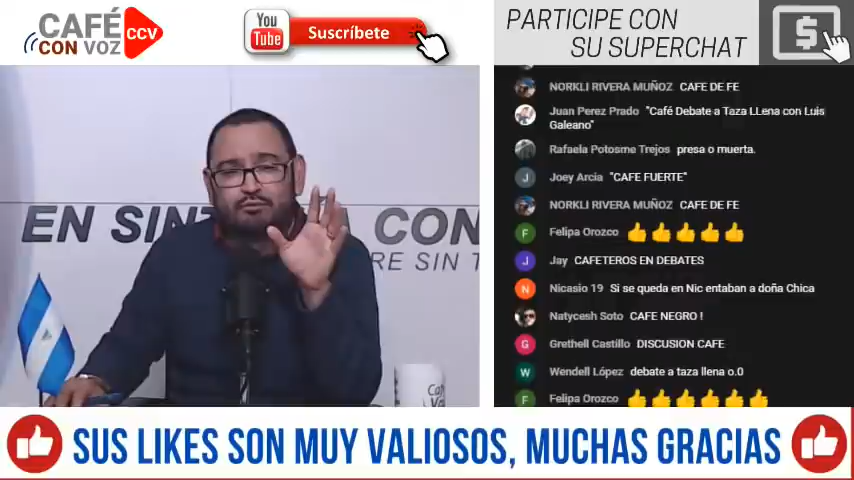 CAFÉ
CON VOZ
CCV
You
Tube
Suscríbete
PARTICIPE CON
SU SUPERCHAT
$
EN SIN
A CON
RE SIN T
NORKLI RIVERA MUÑOZ CAFE DE FE
Juan Perez Prado "Café Debate a Taza LLena con Luis
Galeano"
Rafaela Potosme Trejos presa o muerta.
J Joey Arcia "CAFE FUERTE"
NORKLI RIVERA MUÑOZ CAFE DE FE
F Felipa Orozco 👍👍👍👍👍
J Jay CAFETEROS EN DEBATES
N Nicasio 19 Si se queda en Nic entaban a doña Chica
Natycesh Soto CAFE NEGRO !
G Grethell Castillo DISCUSION CAFE
W Wendell López debate a taza llena o.0
F Felipa Orozco 👍👍👍👍👍👍
SUS LIKES SON MUY VALIOSOS, MUCHAS GRACIAS